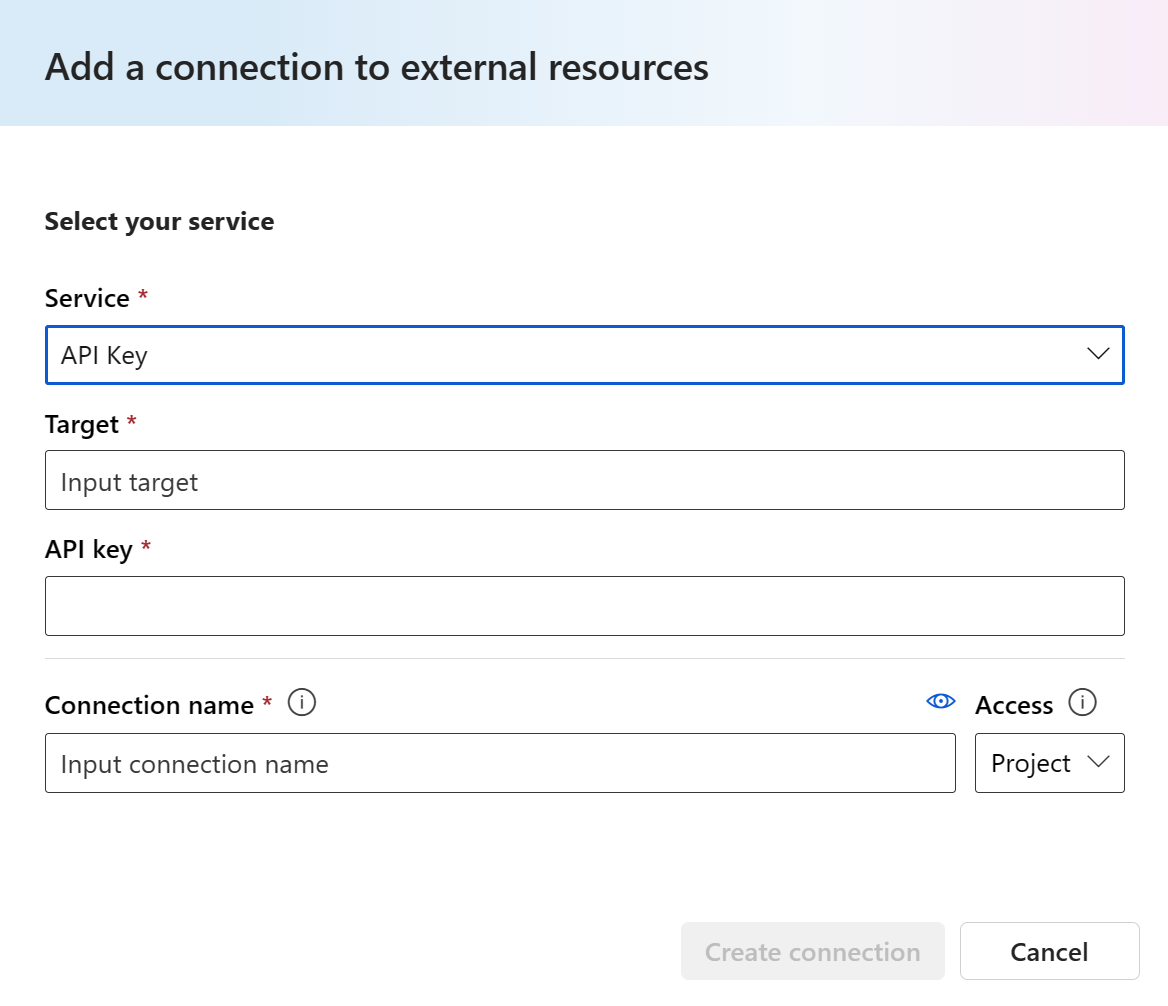 Add a connection to external resources
Select your service
Service *
API Key
Target *
Input target
API key *
Connection name * i Access i
Input connection name Project
Create connection Cancel